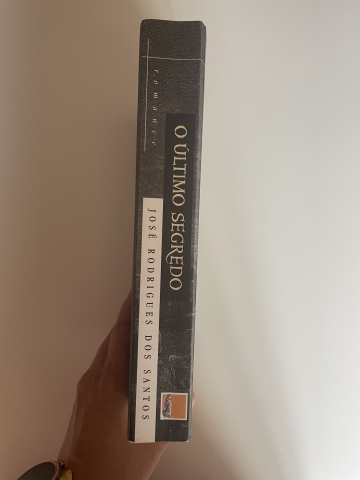 romance
O ÚLTIMO SEGREDO
JOSÉ RODRIGUES DOS SANTOS